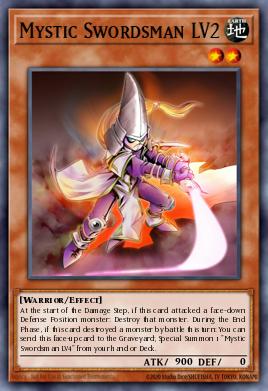 Mystic Swordsman LV2
EARTH
地
[Warrior/Effect]
At the start of the Damage Step, if this card attacked a face-down
Defense Position monster: Destroy that monster. During the End
Phase, if this card destroyed a monster by battle this turn: You can
send this face-up card to the Graveyard; Special Summon 1 "Mystic
Swordsman LV4" from your hand or Deck.
ATK/ 900 DEF/ 0
©2020 Studio Dice/SHUEISHA, TV TOKYO, KONAMI